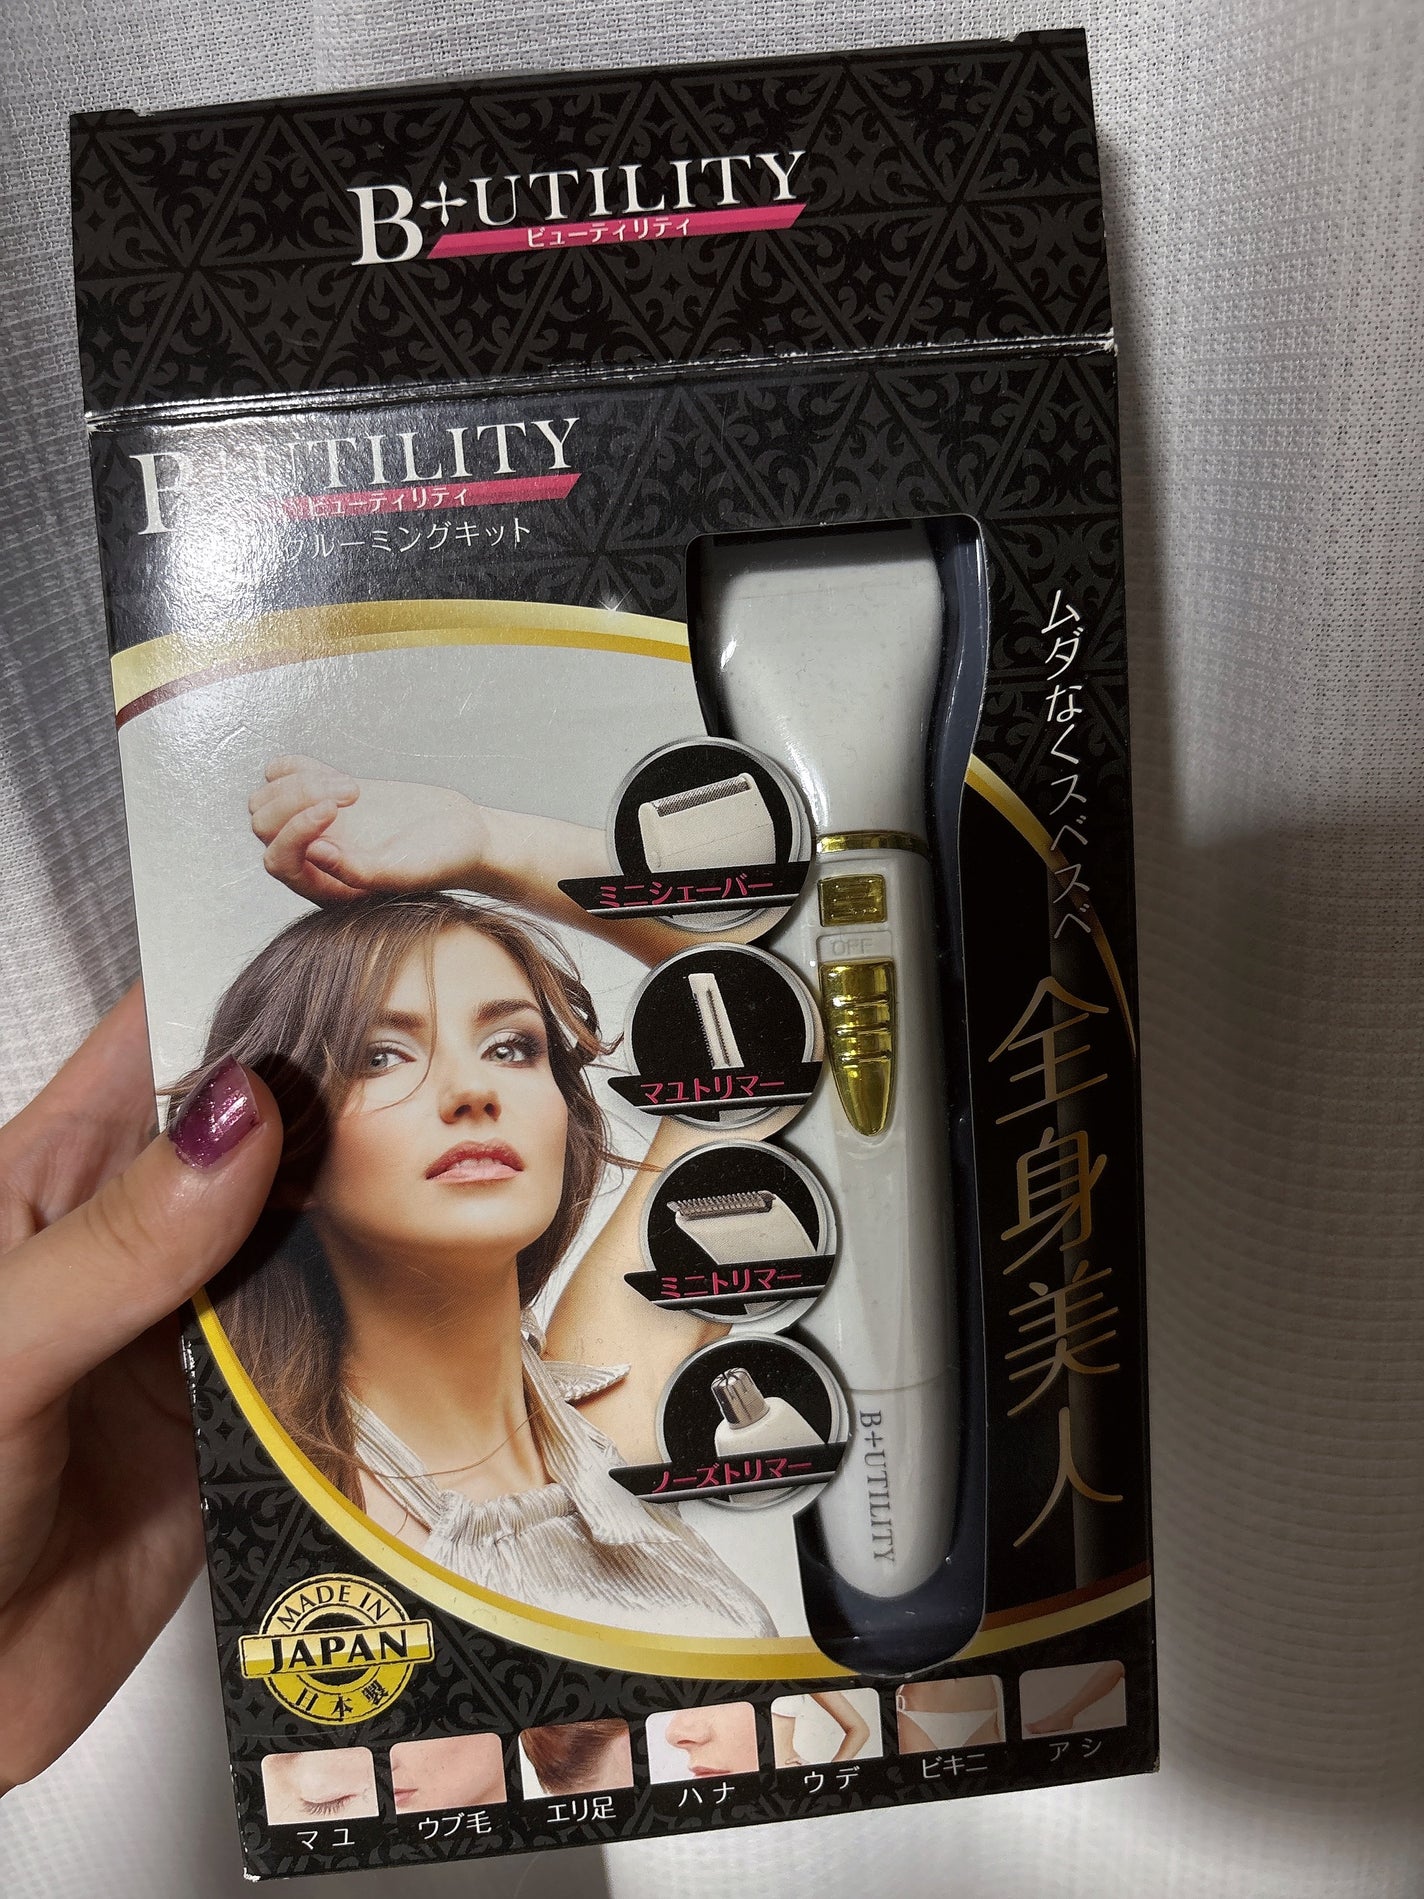 B+UTILITY
ビューティリティ
UTILITY
ビューティリティ
グルーミングキット
ムダなくスベスベ
全身美人
ミニシェーバー
OFF
マユトリマー
ミニトリマー
ノーズトリマー
B+UTILITY
MADE IN
JAPAN
日本製
マユ
ウブ毛
エリ足
ハナ
ウデ
ビキニ
アシ